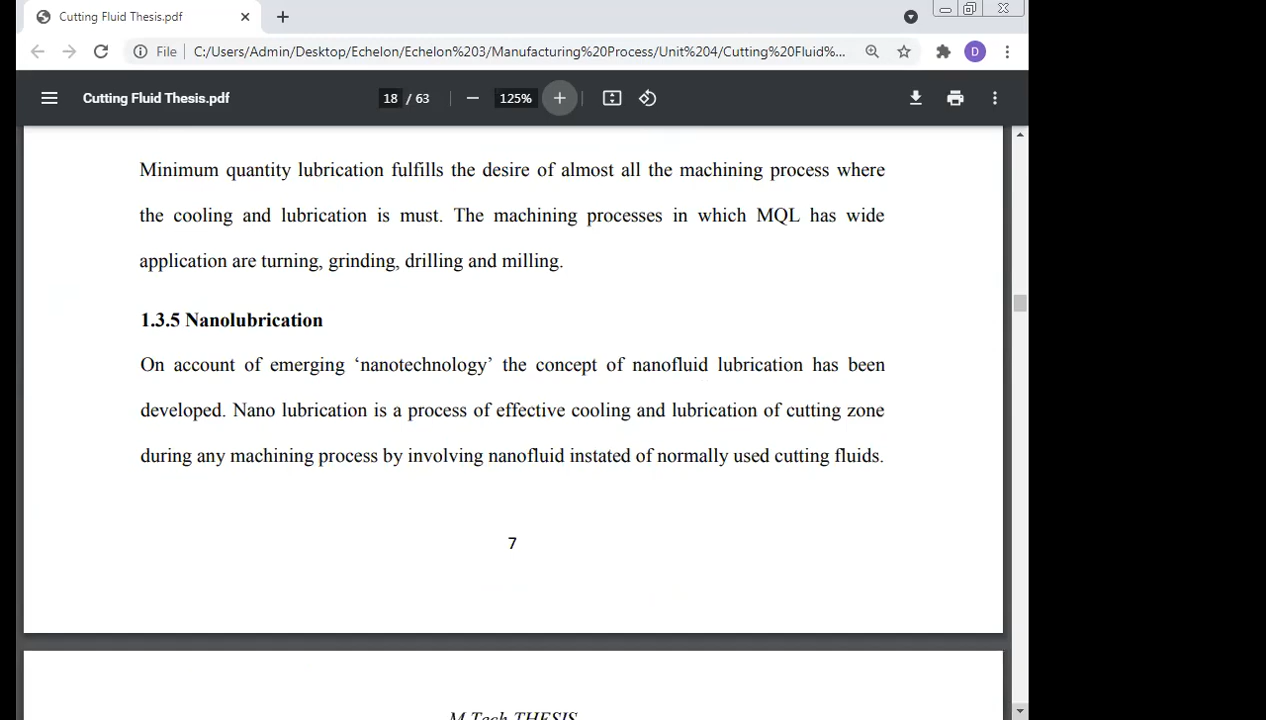 Cutting Fluid Thesis.pdf
File C:/Users/Admin/Desktop/Echelon/Echelon%203/Manufacturing%20Process/Unit%204/Cutting%20Fluid%... D
Cutting Fluid Thesis.pdf 18 / 63 125%
Minimum quantity lubrication fulfills the desire of almost all the machining process where
the cooling and lubrication is must. The machining processes in which MQL has wide
application are turning, grinding, drilling and milling.
1.3.5 Nanolubrication
On account of emerging ‘nanotechnology’ the concept of nanofluid lubrication has been
developed. Nano lubrication is a process of effective cooling and lubrication of cutting zone
during any machining process by involving nanofluid instated of normally used cutting fluids.
7
M.Tech THESIS